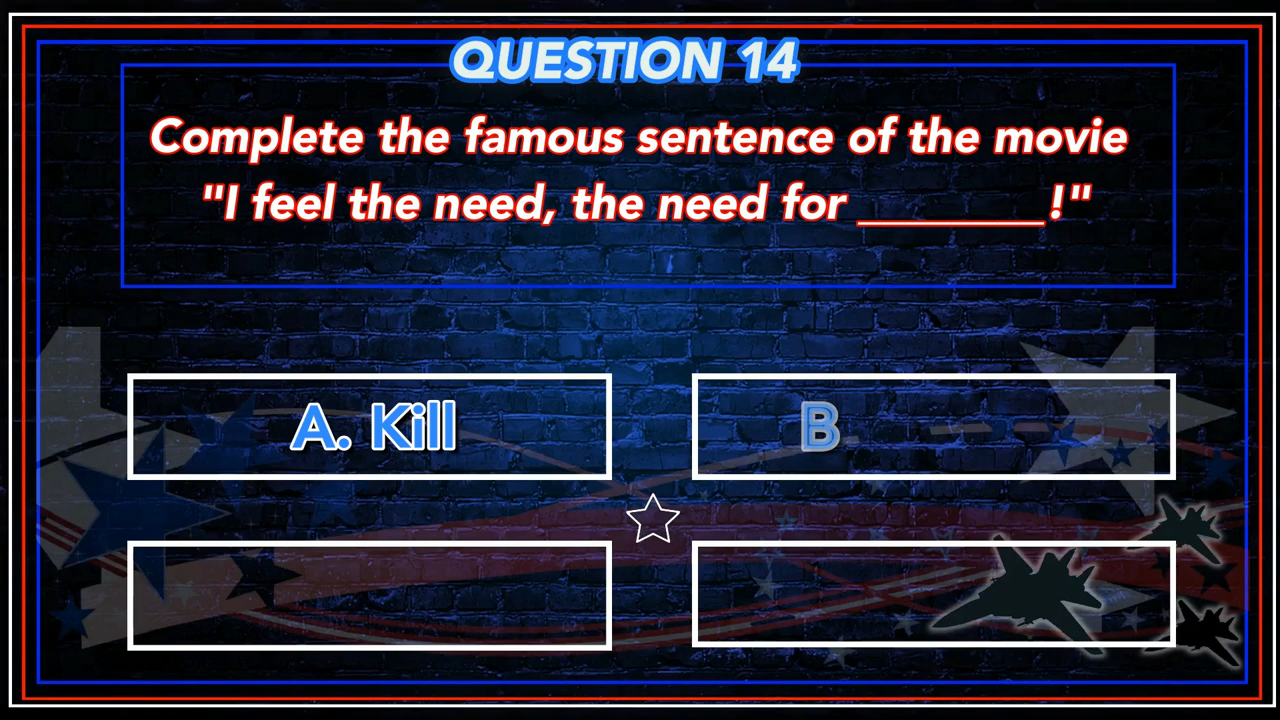 QUESTION 14
Complete the famous sentence of the movie
"I feel the need, the need for ________!"
A. Kill
B